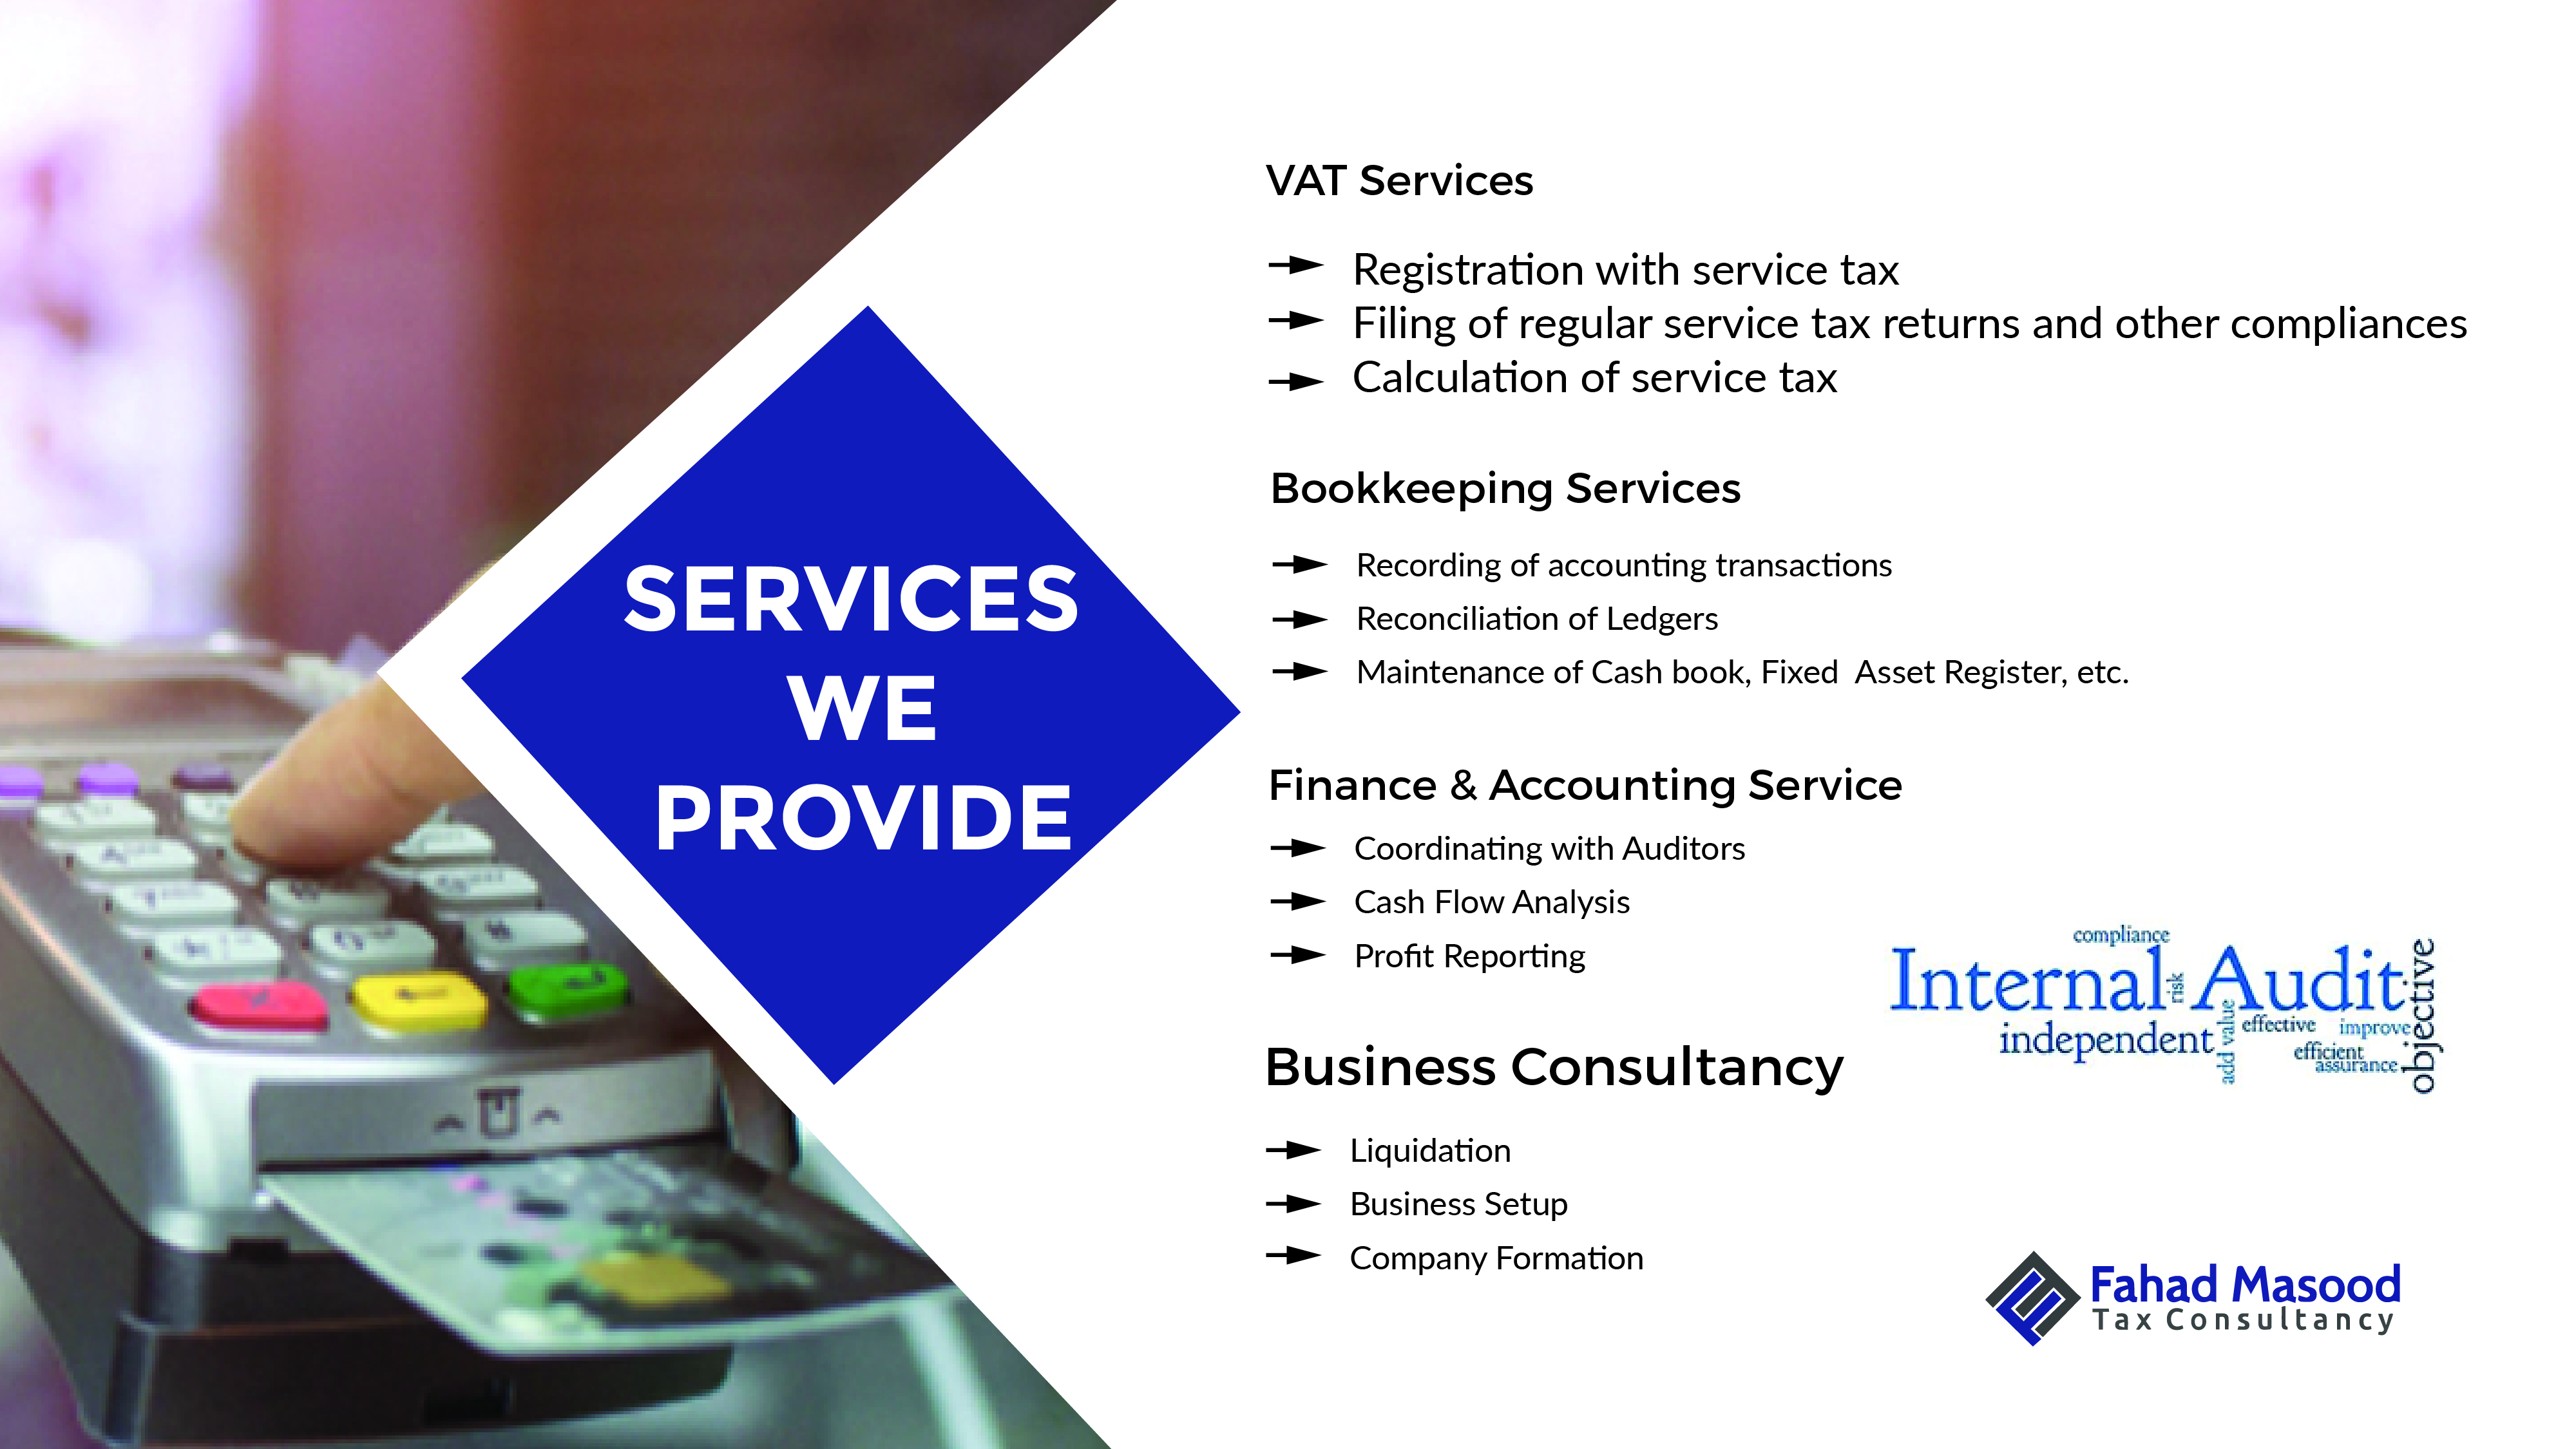 SERVICES
WE
PROVIDE
VAT Services
Registration with service tax
Filing of regular service tax returns and other compliances
Calculation of service tax
Bookkeeping Services
Recording of accounting transactions
Reconciliation of Ledgers
Maintenance of Cash book, Fixed  Asset Register, etc.
Finance & Accounting Service
Coordinating with Auditors
Cash Flow Analysis
Profit Reporting
compliance
Internal risk Audit objective
independent add value effective improve
efficient
assurance
Business Consultancy
Liquidation
Business Setup
Company Formation
Fahad Masood
Tax Consultancy